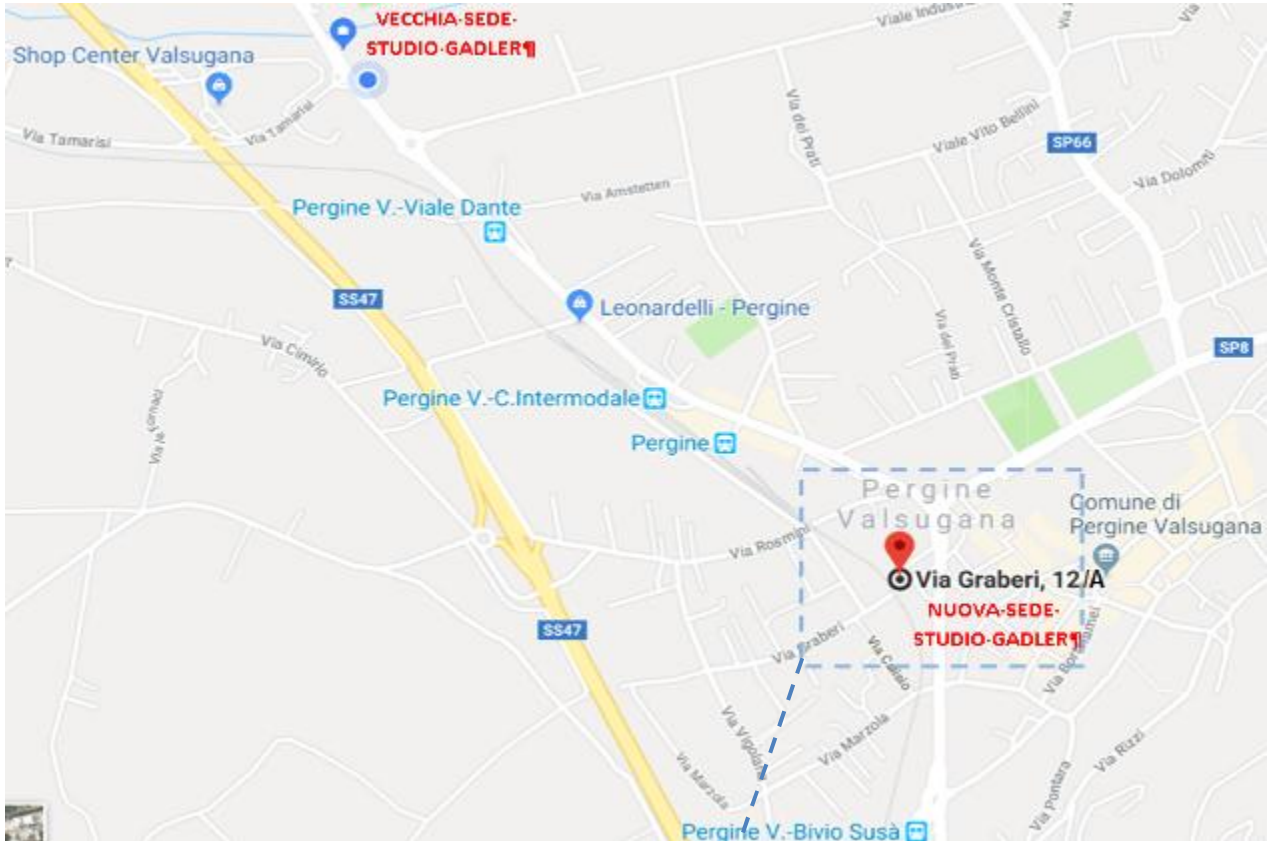 VECCHIA-SEDE-
STUDIO-GADLER¶
Viale Indust
Shop Center Valsugana
Via Tamarisi
Via Tamarisi
Via dei Prati
Viale Vito Bellini
SP66
Via Dolomiti
Via Amstetten
Pergine V.-Viale Dante
Via Monte Cristallo
SS47
Leonardelli - Pergine
Via dei Prati
SP8
Via Cimirlo
Pergine V.-C.Intermodale
Via le Fornaci
Pergine
Pergine
Valsugana
Comune di
Pergine Valsugana
Via Rosmini
Via Graberi, 12/A
NUOVA-SEDE-
STUDIO-GADLER¶
SS47
Via Graberi
Via Caisio
Via Marzola
Via Vigolana
Via Rizzi
Via Marzola
Via Pontara
Pergine V.-Bivio Susà